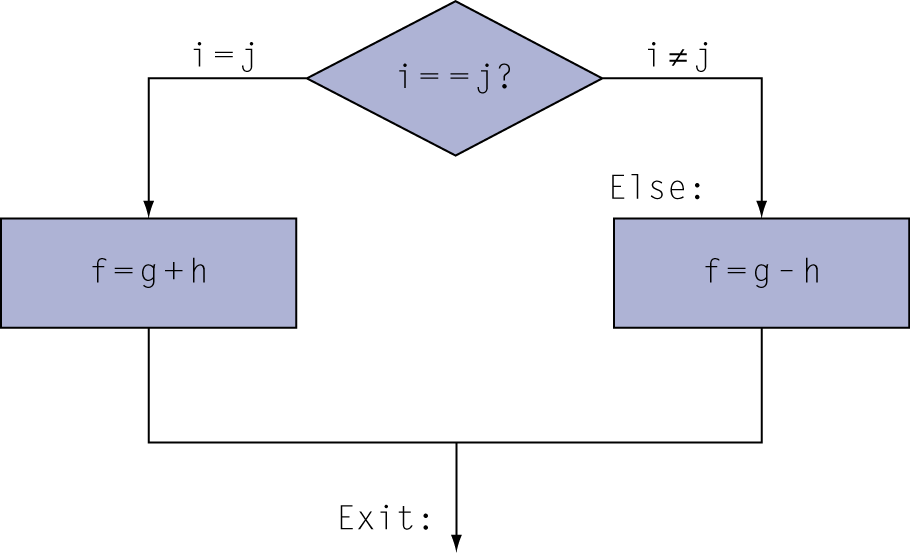 i=j
i==j?
i≠j
Else:
f=g+h
f=g-h
Exit: